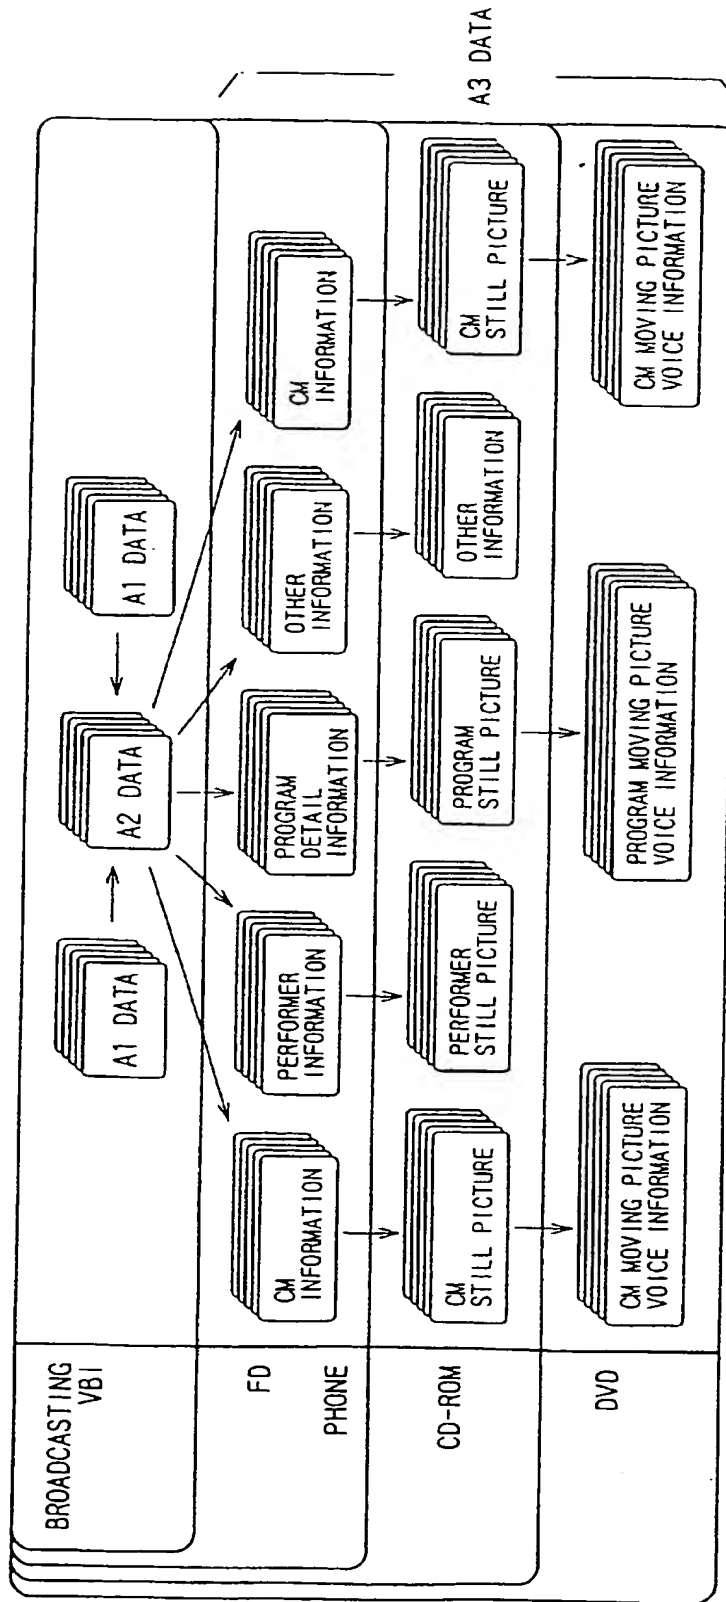 BROADCASTING
VBI
A1 DATA
A2 DATA
A1 DATA
FD
PHONE
CM
INFORMATION
PERFORMER
INFORMATION
PROGRAM
DETAIL
INFORMATION
OTHER
INFORMATION
CM
INFORMATION
CD-ROM
CM
STILL PICTURE
PERFORMER
STILL PICTURE
PROGRAM
STILL PICTURE
OTHER
INFORMATION
CM
STILL PICTURE
DVD
CM MOVING PICTURE
VOICE INFORMATION
PROGRAM MOVING PICTURE
VOICE INFORMATION
CM MOVING PICTURE
VOICE INFORMATION
A3 DATA